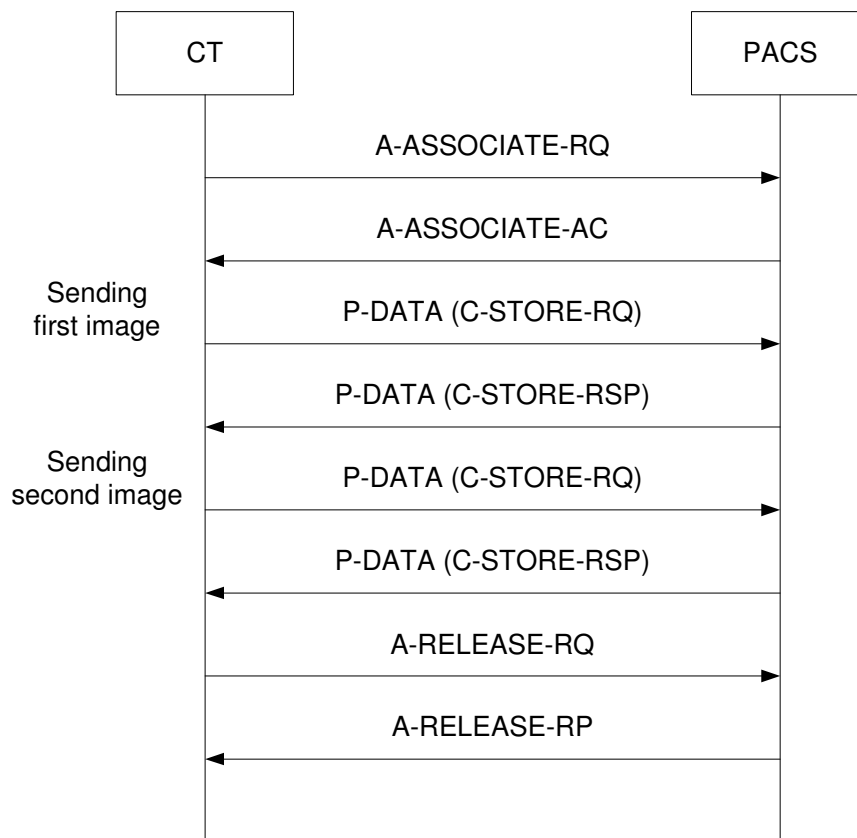 CT
PACS
A-ASSOCIATE-RQ
A-ASSOCIATE-AC
Sending
first image
P-DATA (C-STORE-RQ)
P-DATA (C-STORE-RSP)
Sending
second image
P-DATA (C-STORE-RQ)
P-DATA (C-STORE-RSP)
A-RELEASE-RQ
A-RELEASE-RP